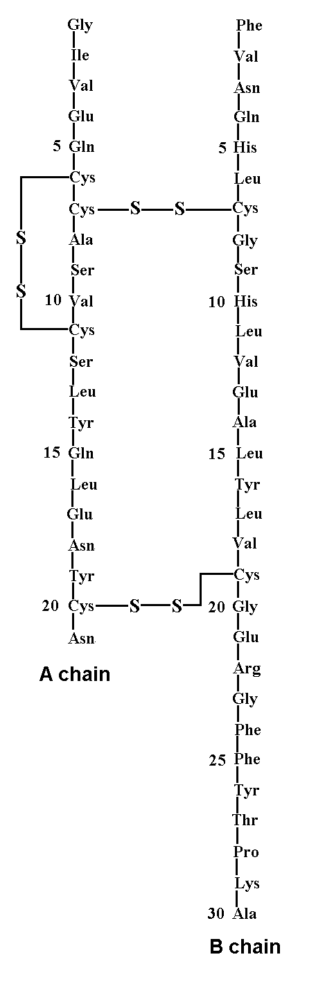 Gly Phe
Ile Val
Val Asn
Glu Gln
5 Gln 5 His
Cys Leu
Cys S S Cys
Ala Gly
S
Ser Ser
S
10 Val 10 His
Cys Leu
Ser Val
Leu Glu
Tyr Ala
15 Gln 15 Leu
Leu Tyr
Glu Leu
Asn Val
Tyr Cys
20 Cys S S 20 Gly
Asn Glu
A chain Arg
Gly
Phe
25 Phe
Tyr
Thr
Pro
Lys
30 Ala
B chain